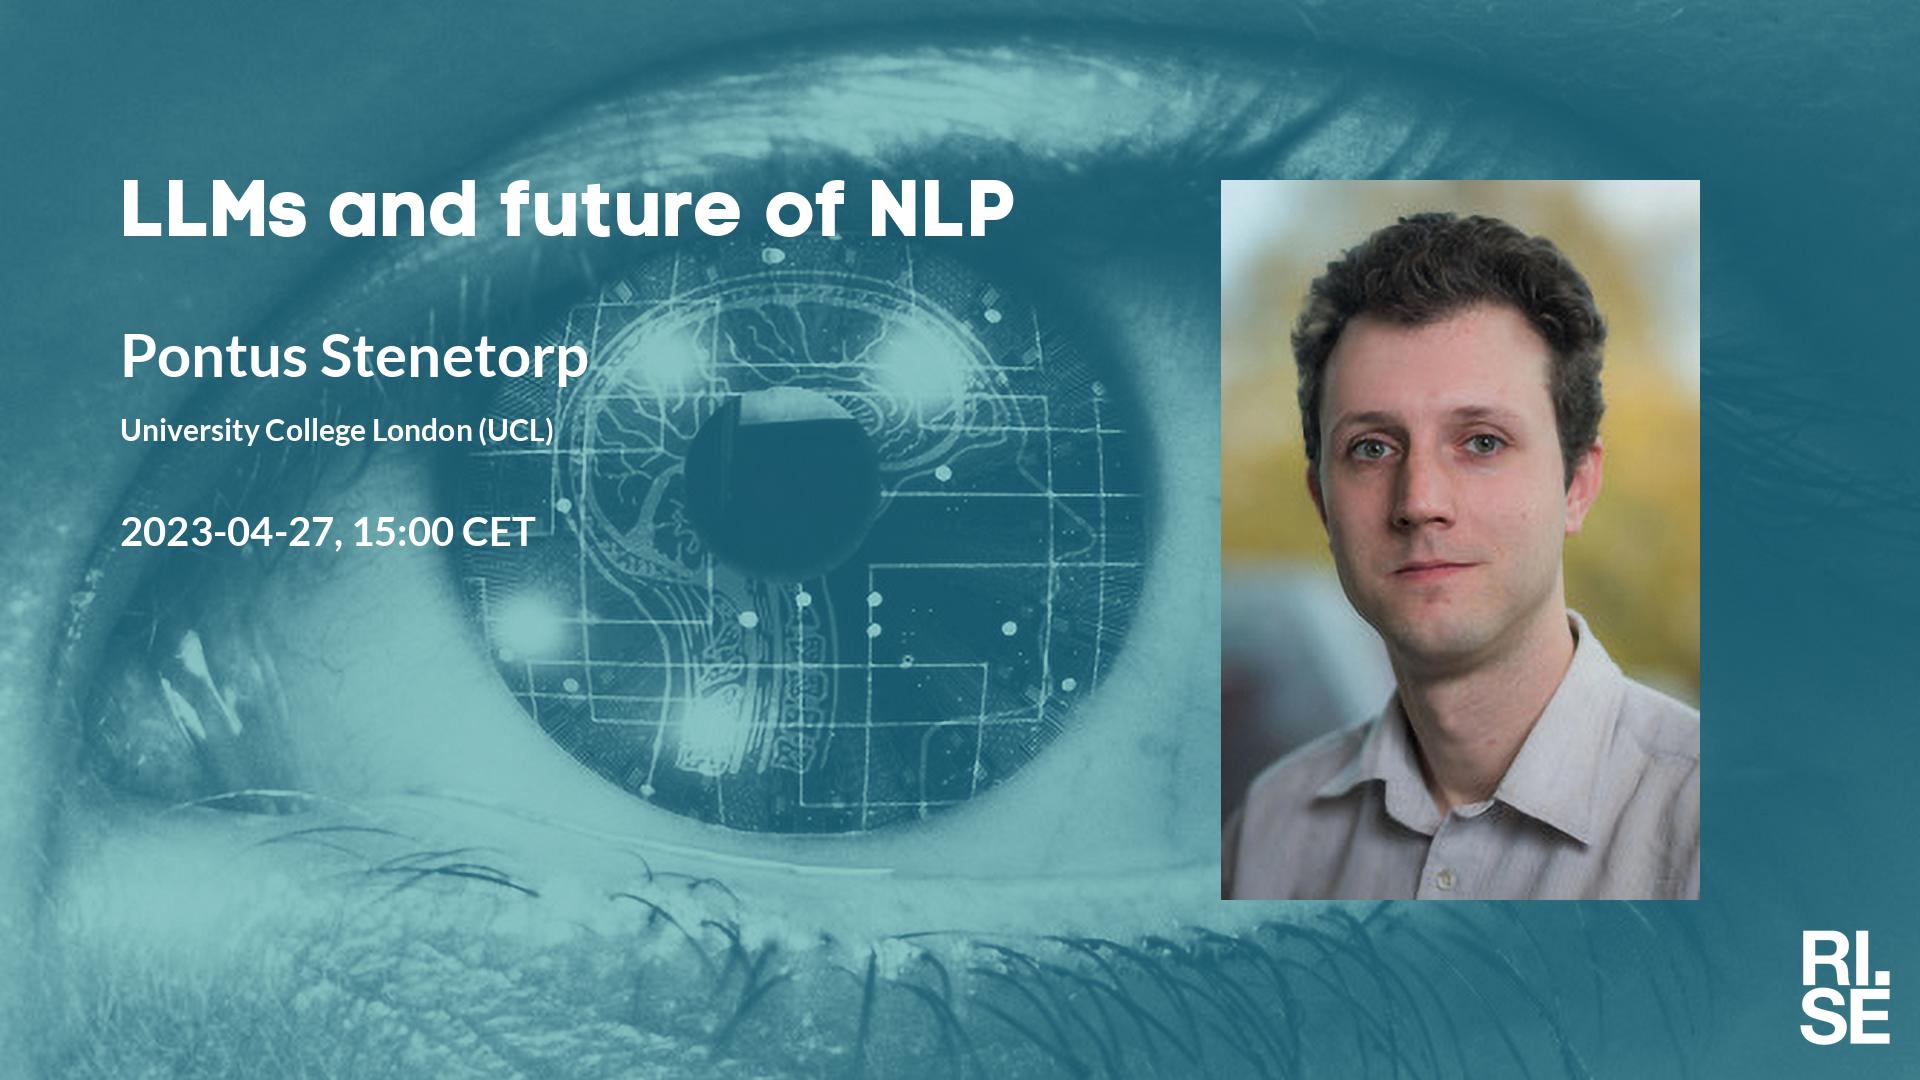 LLMs and future of NLP
Pontus Stenetorp
University College London (UCL)
2023-04-27, 15:00 CET
RI.
SE